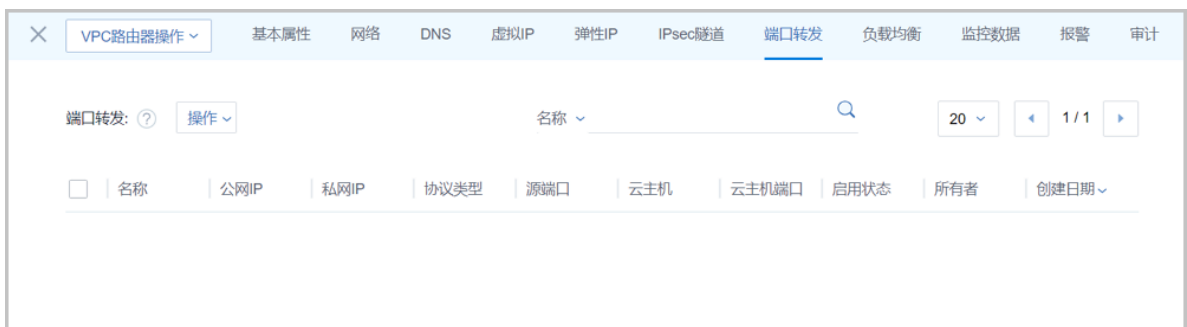 VPC路由器操作 基本属性 网络 DNS 虚拟IP 弹性IP IPsec隧道 端口转发 负载均衡 监控数据 报警 审计
端口转发: ? 操作 名称 20 1 / 1
名称 公网IP 私网IP 协议类型 源端口 云主机 云主机端口 启用状态 所有者 创建日期